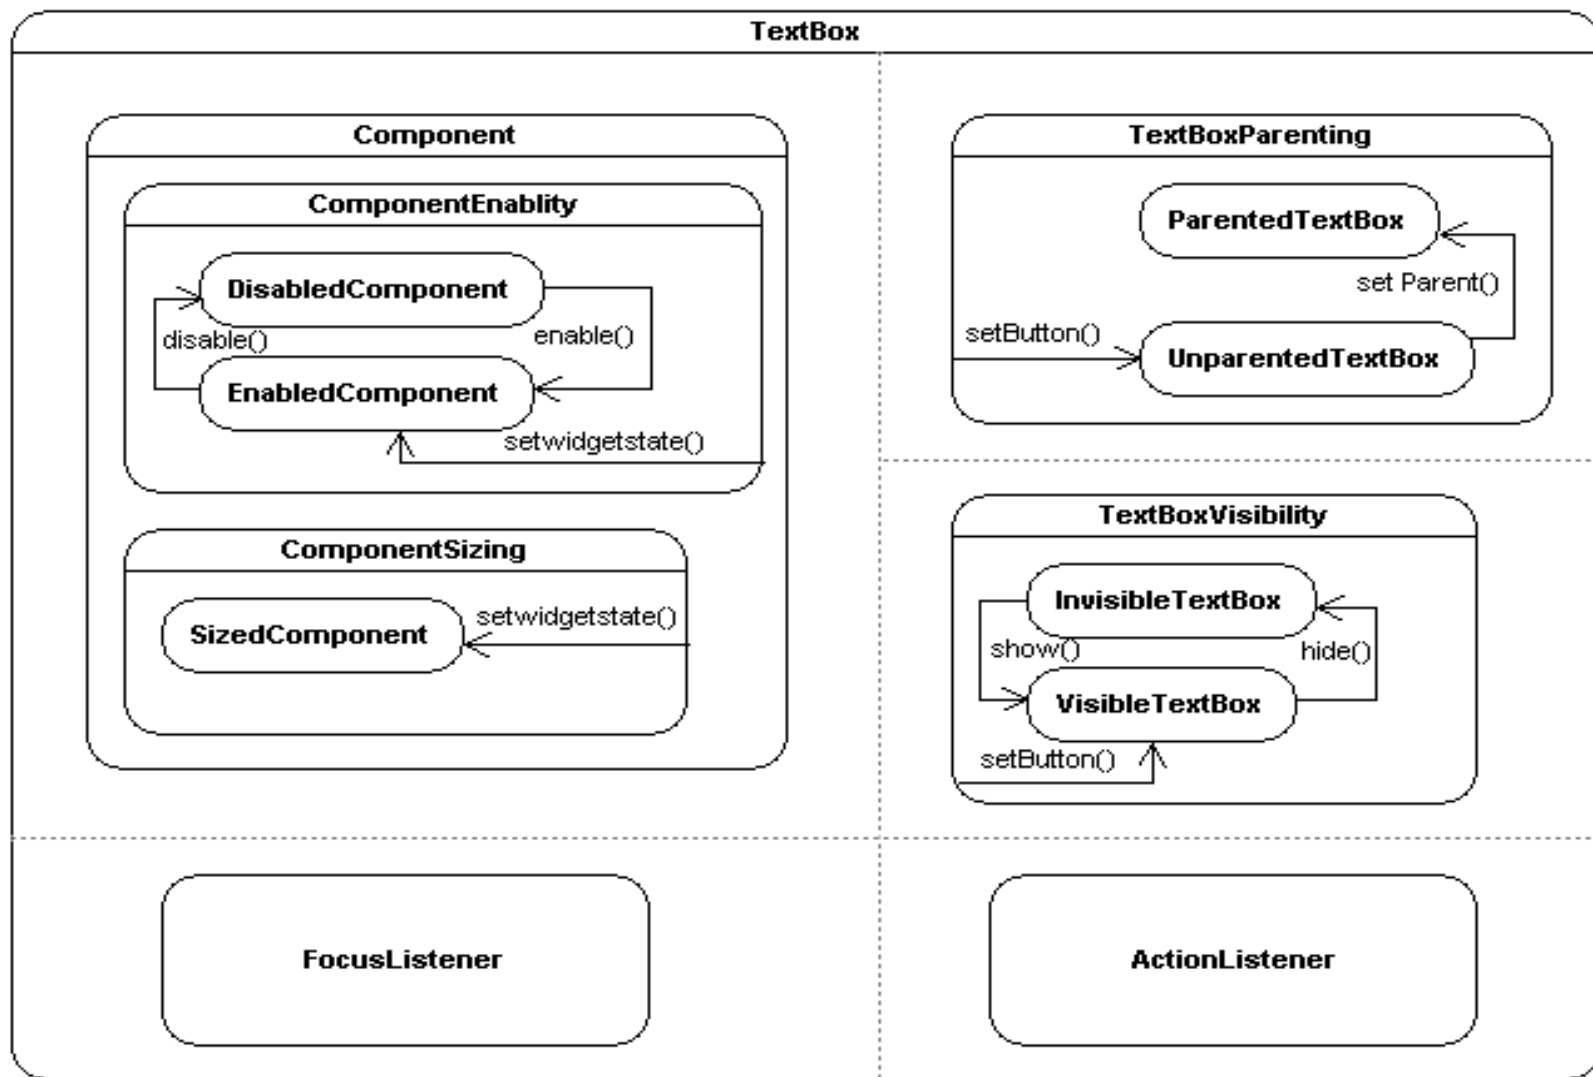 TextBox
Component
ComponentEnablity
DisabledComponent
disable()
enable()
EnabledComponent
setwidgetstate()
ComponentSizing
setwidgetstate()
SizedComponent
TextBoxParenting
ParentedTextBox
set Parent()
setButton()
UnparentedTextBox
TextBoxVisibility
InvisibleTextBox
show()
hide()
VisibleTextBox
setButton()
FocusListener
ActionListener